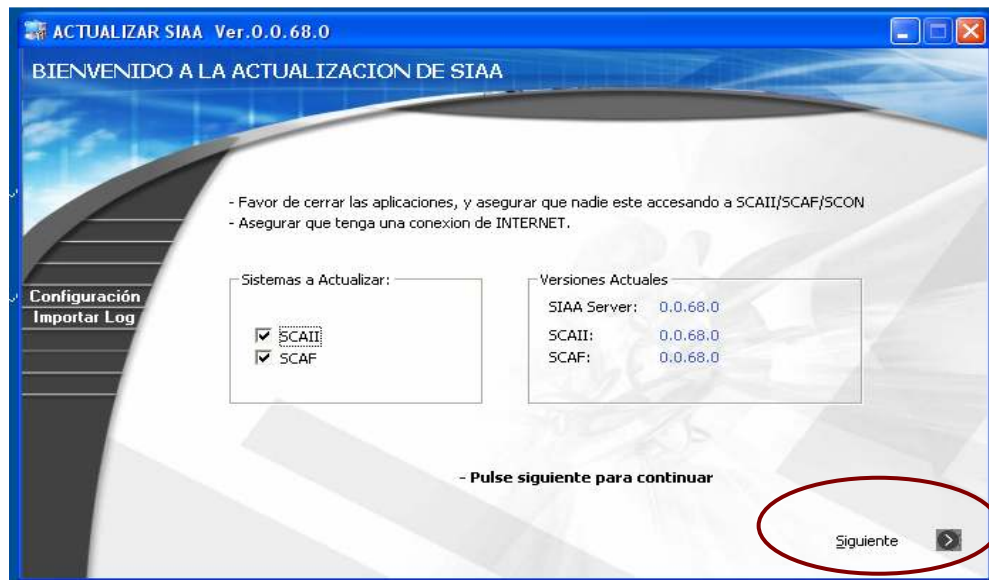 ACTUALIZAR SIAA Ver.0.0.68.0
BIENVENIDO A LA ACTUALIZACION DE SIAA
- Favor de cerrar las aplicaciones, y asegurar que nadie este accesando a SCAII/SCAF/SCON
- Asegurar que tenga una conexion de INTERNET.
Configuración
Importar Log
Sistemas a Actualizar:
SCAII
SCAF
Versiones Actuales
SIAA Server: 0.0.68.0
SCAII: 0.0.68.0
SCAF: 0.0.68.0
- Pulse siguiente para continuar
Siguiente